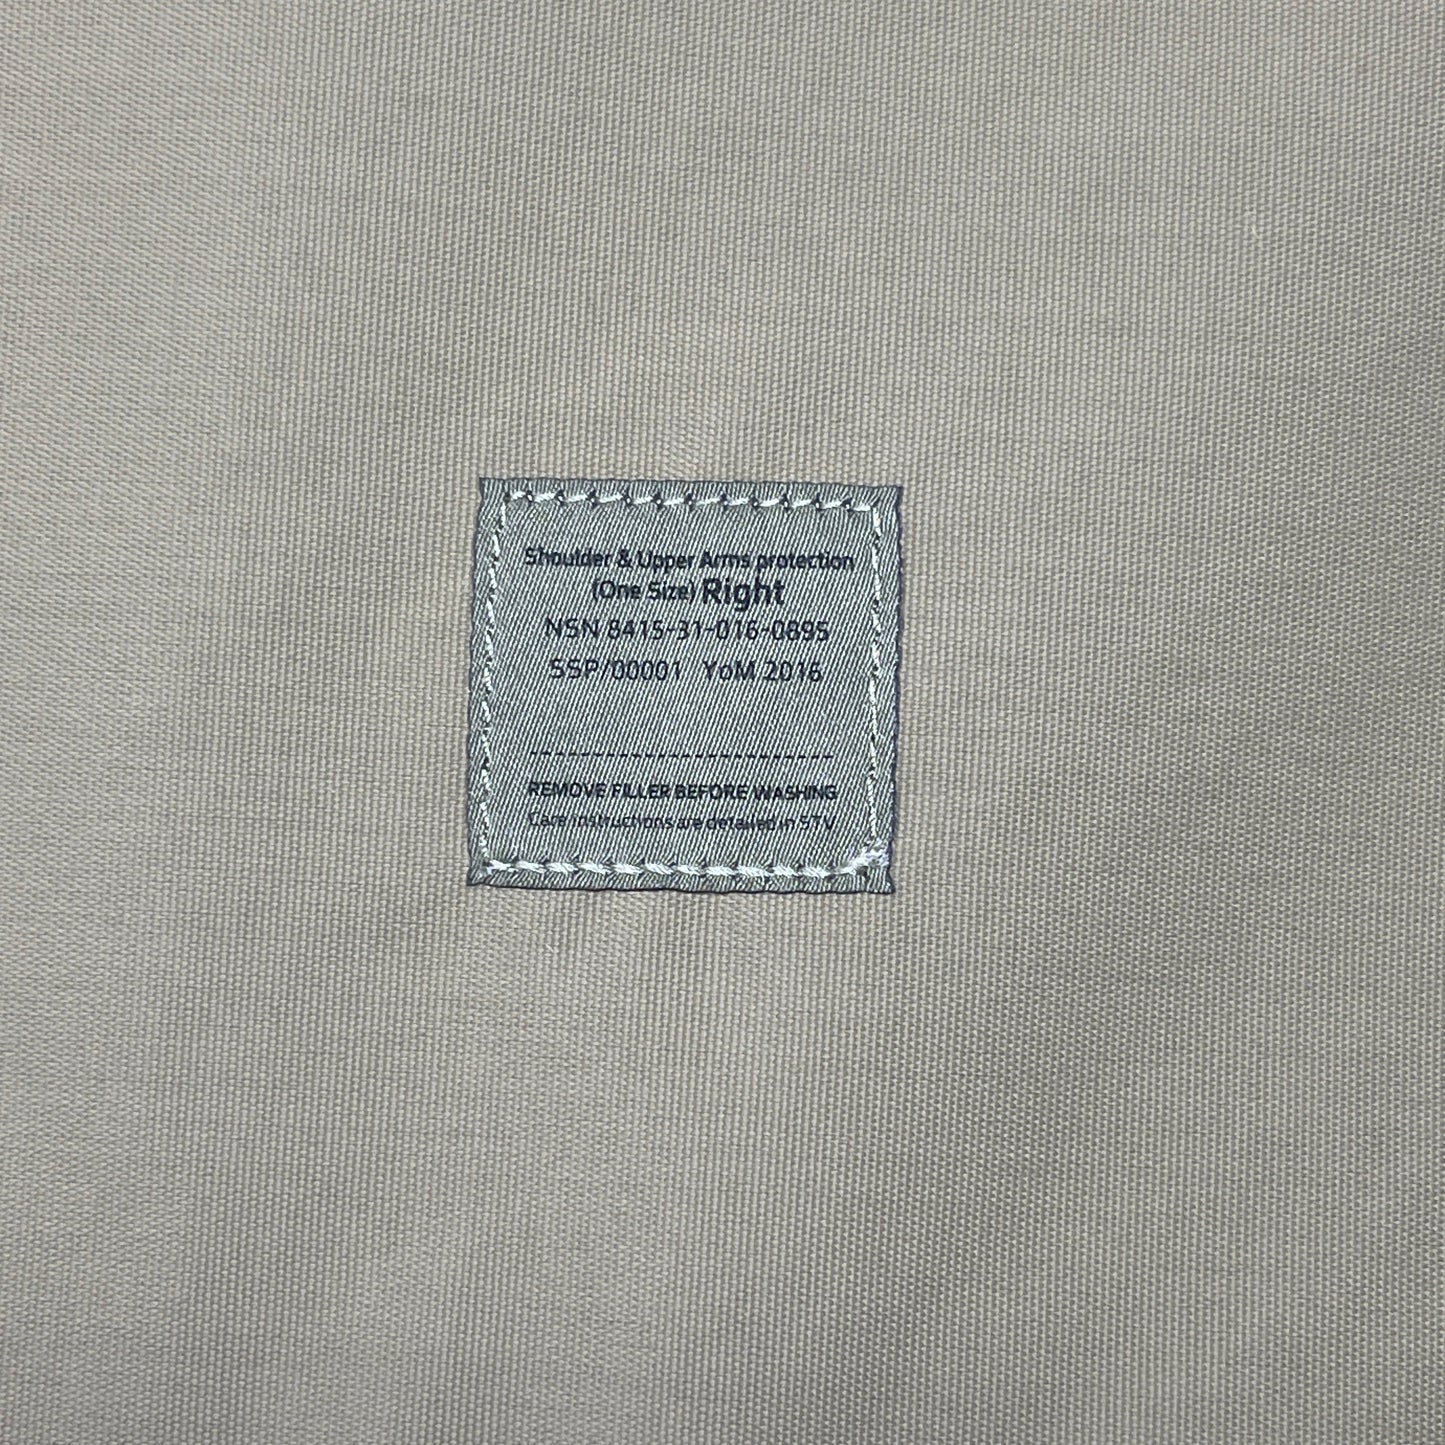 Shoulder & Upper Arms protection
(One Size) Right
NSN 8415-31-016-0895
SSP/00001 YoM 2016
REMOVE FILLER BEFORE WASHING
Care instructions are detailed in STV